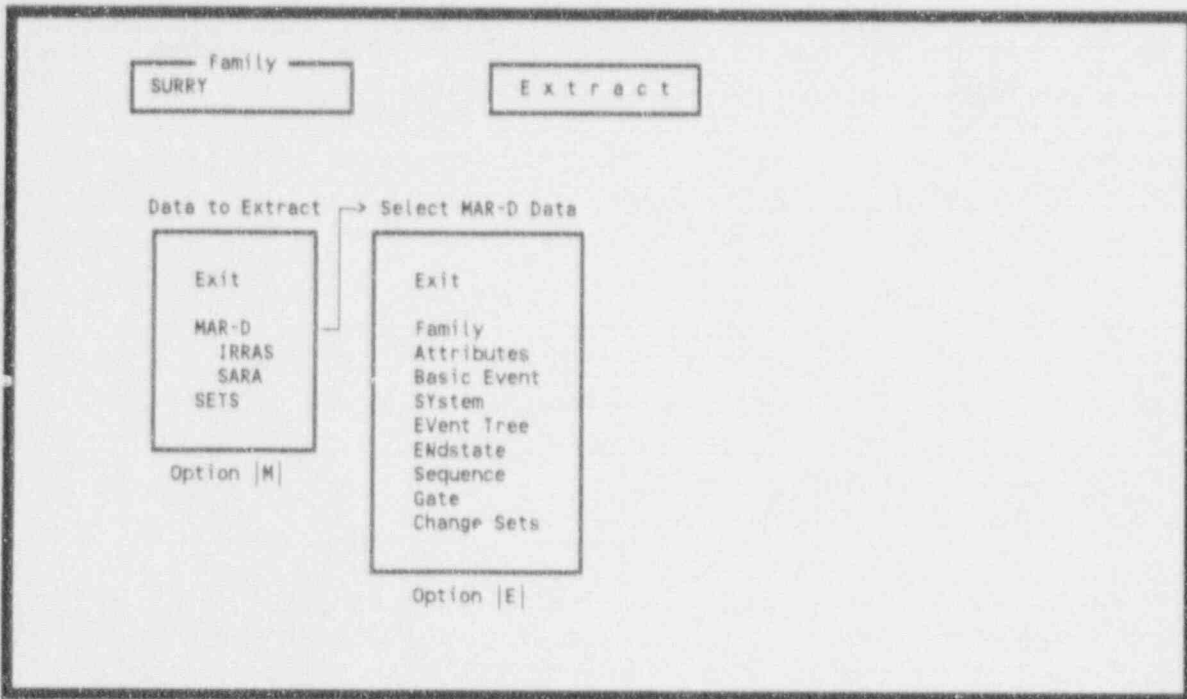 Family
SURRY
Extract
Data to Extract
Exit
MAR-D
IRRAS
SARA
SETS
Option |M|
Select MAR-D Data
Exit
Family
Attributes
Basic Event
SYstem
EVent Tree
ENdstate
Sequence
Gate
Change Sets
Option |E|